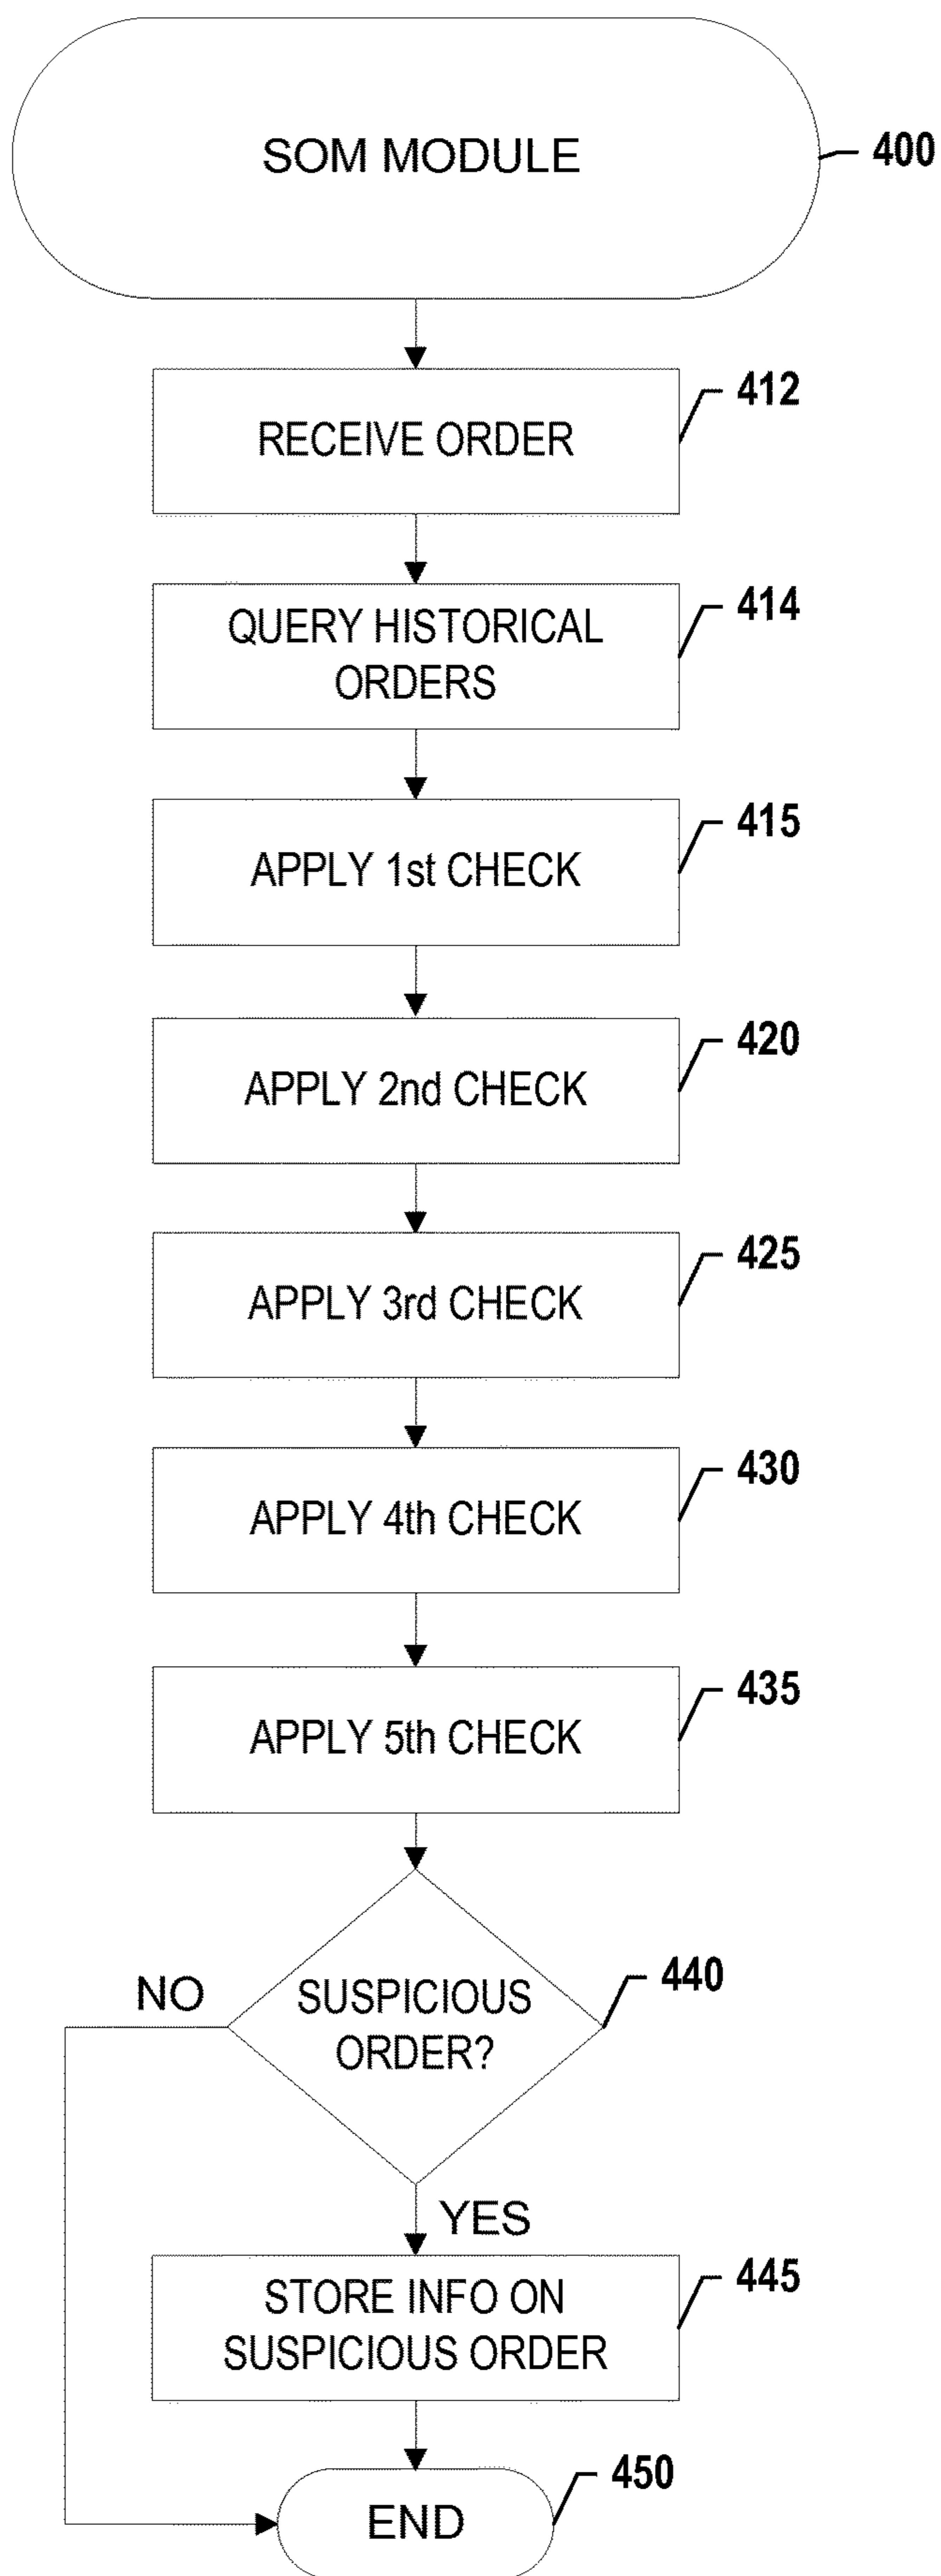 SOM MODULE
400
RECEIVE ORDER
412
QUERY HISTORICAL
ORDERS
414
APPLY 1st CHECK
415
APPLY 2nd CHECK
420
APPLY 3rd CHECK
425
APPLY 4th CHECK
430
APPLY 5th CHECK
435
SUSPICIOUS
ORDER?
440
NO
YES
STORE INFO ON
SUSPICIOUS ORDER
445
END
450